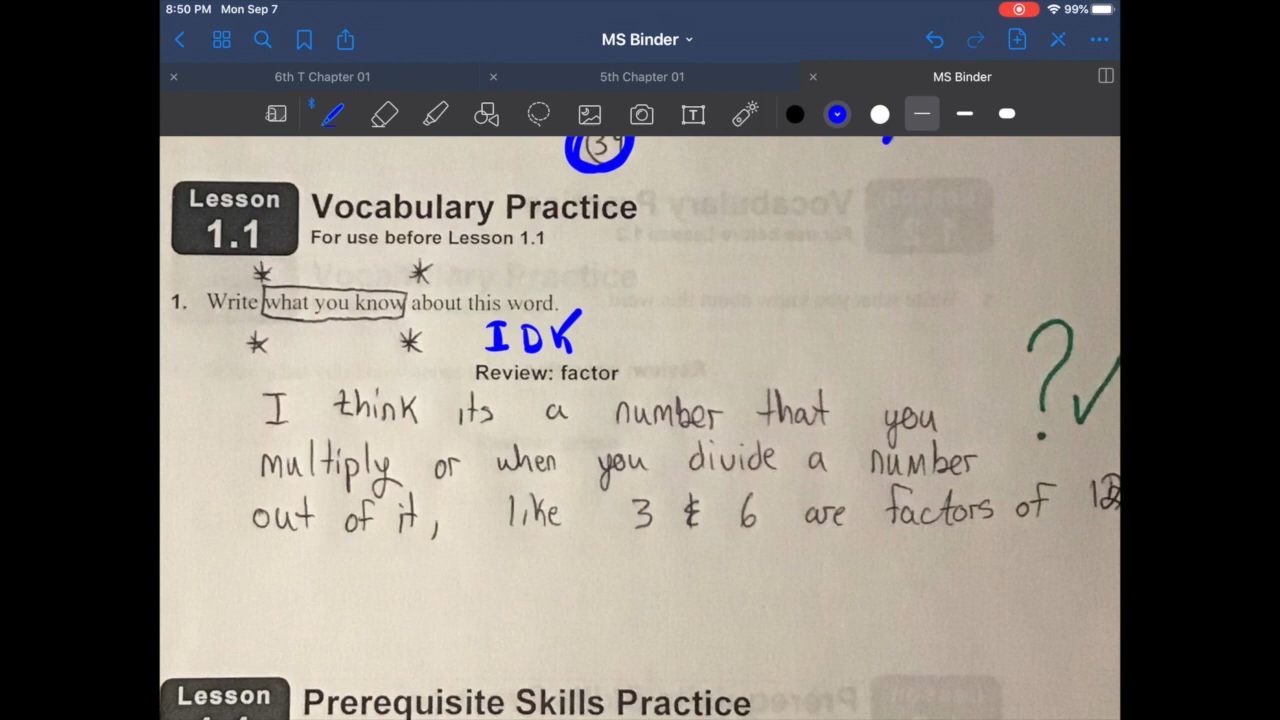 8:50 PM Mon Sep 7
99%
MS Binder
6th T Chapter 01
5th Chapter 01
MS Binder
T
Lesson 1.1
Vocabulary Practice
For use before Lesson 1.1
1. Write what you know about this word.
IDK
Review: factor
I think its a number that you
multiply or when you divide a number
out of it, like 3 & 6 are factors of
?
Lesson
Prerequisite Skills Practice